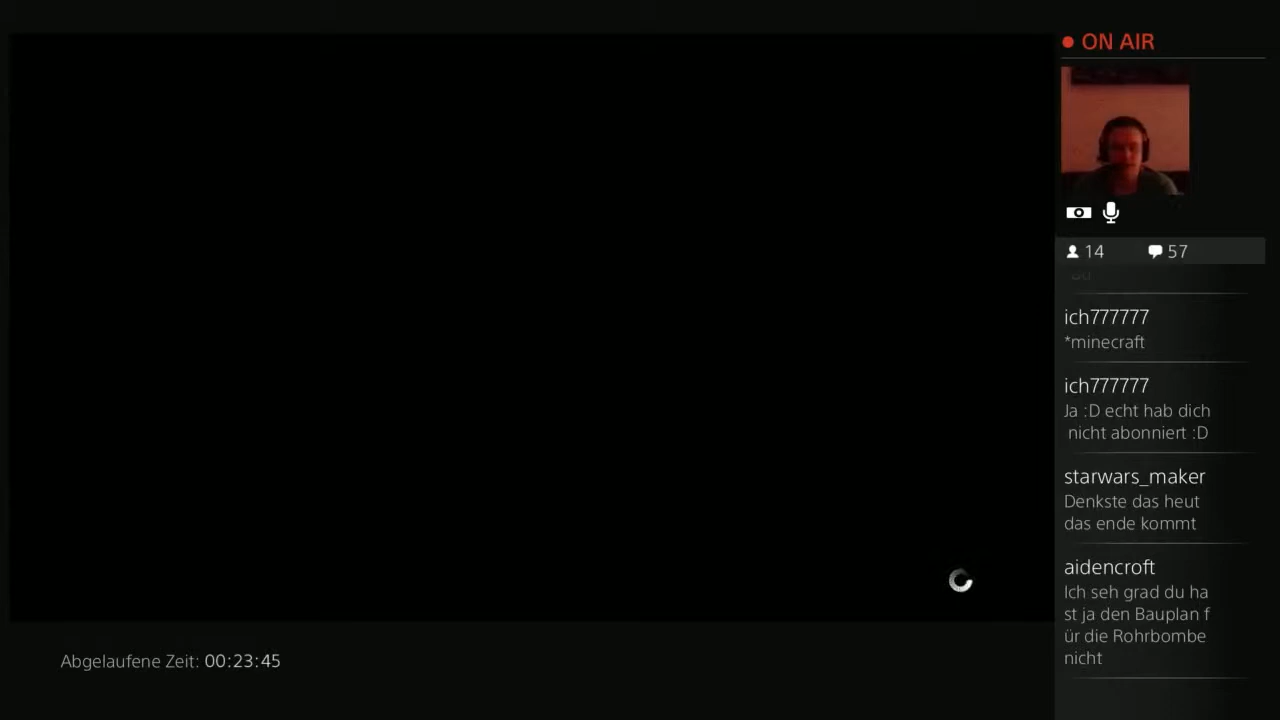 ON AIR
14
57
ich777777
*minecraft
ich777777
Ja :D echt hab dich
nicht abonniert :D
starwars_maker
Denkste das heut
das ende kommt
aidencroft
Ich seh grad du ha
st ja den Bauplan f
ür die Rohrbombe
nicht
Abgelaufene Zeit: 00:23:45